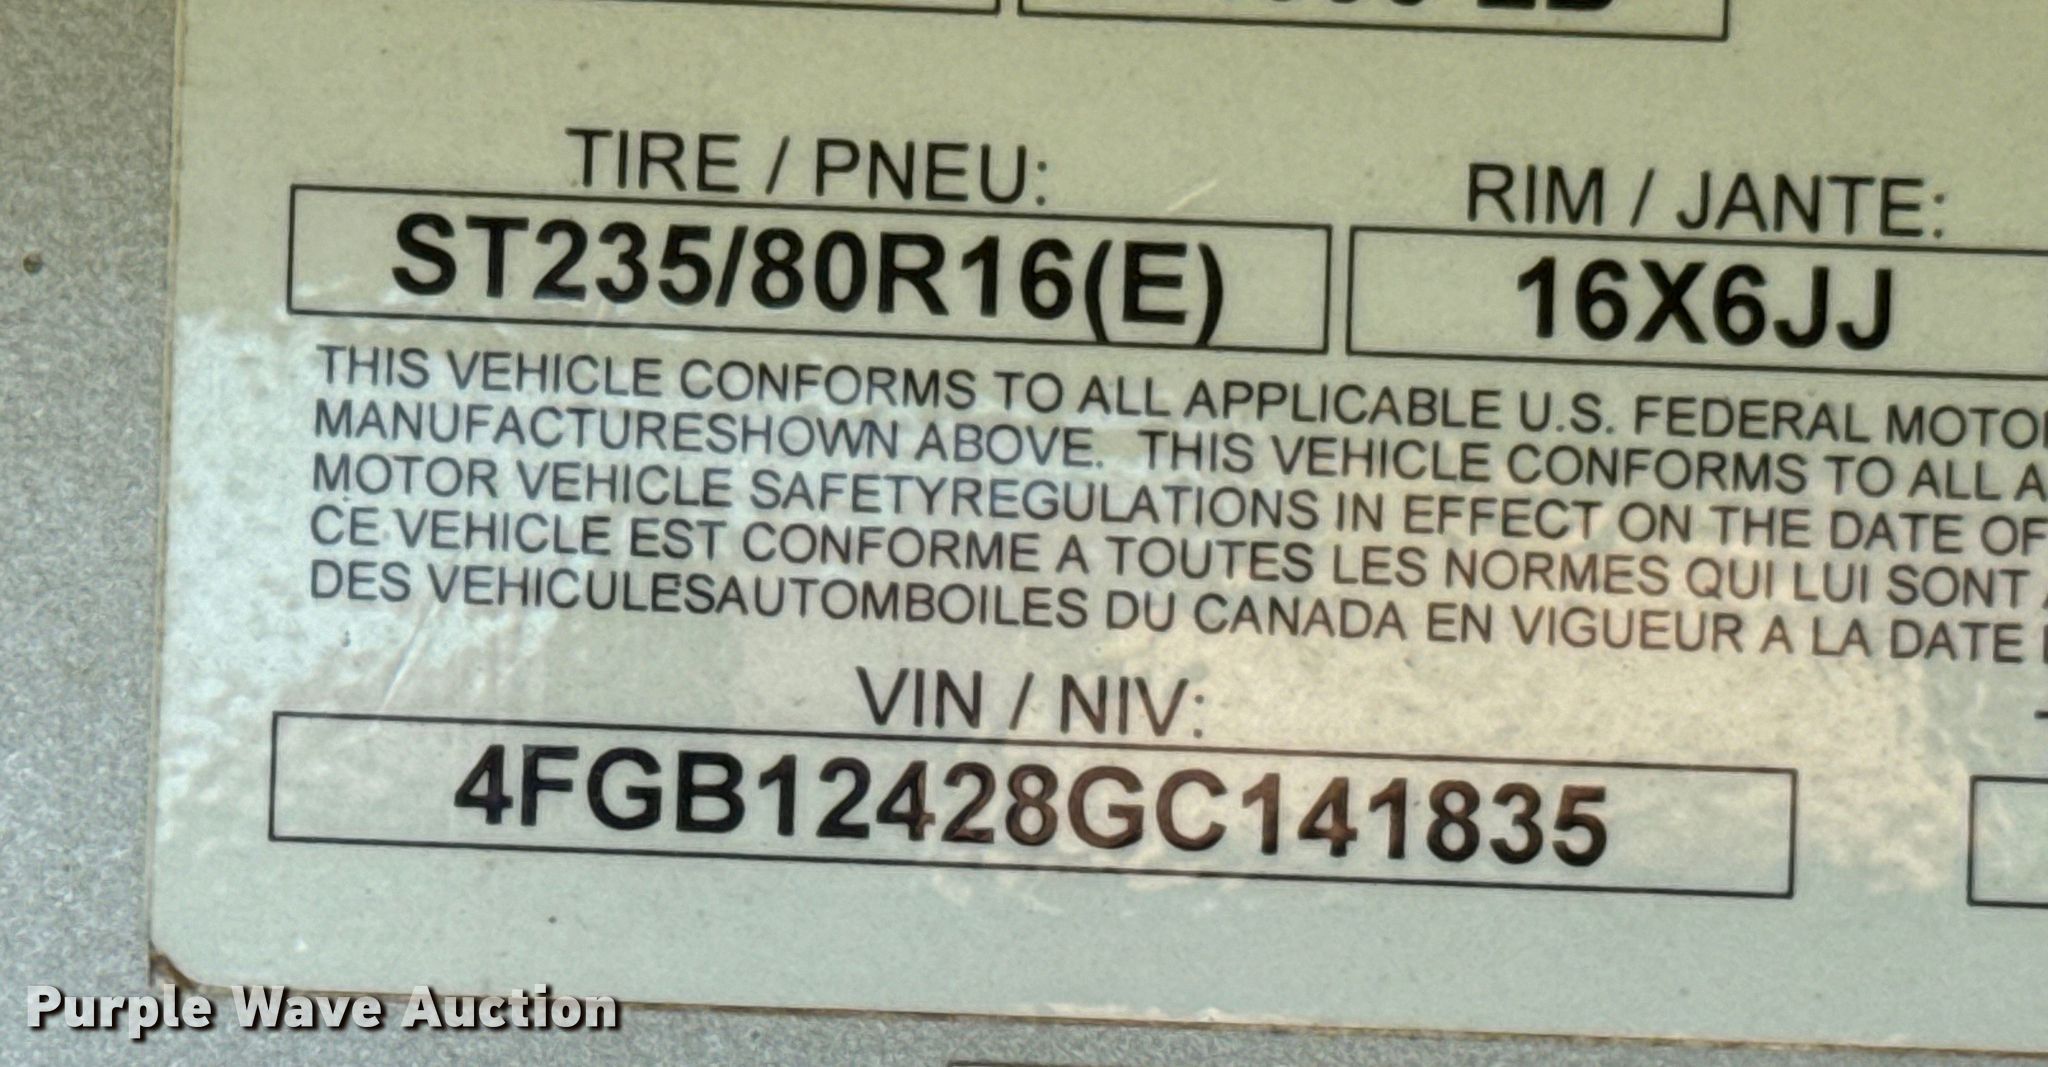 TIRE / PNEU:
RIM / JANTE:
ST235/80R16(E)
16X6JJ
THIS VEHICLE CONFORMS TO ALL APPLICABLE U.S. FEDERAL
MANUFACTURESHOWN ABOVE. THIS VEHICLE CONFORMS TO ALL
MOTOR VEHICLE SAFETYREGULATIONS IN EFFECT ON THE DATE OF
CE VEHICLE EST CONFORME A TOUTES LES NORMES QUI LUI SONT
DES VEHICULESAUTOMBOILES DU CANADA EN VIGUEUR A LA DATE
VIN / NIV:
4FGB12428GC141835
Purple Wave Auction